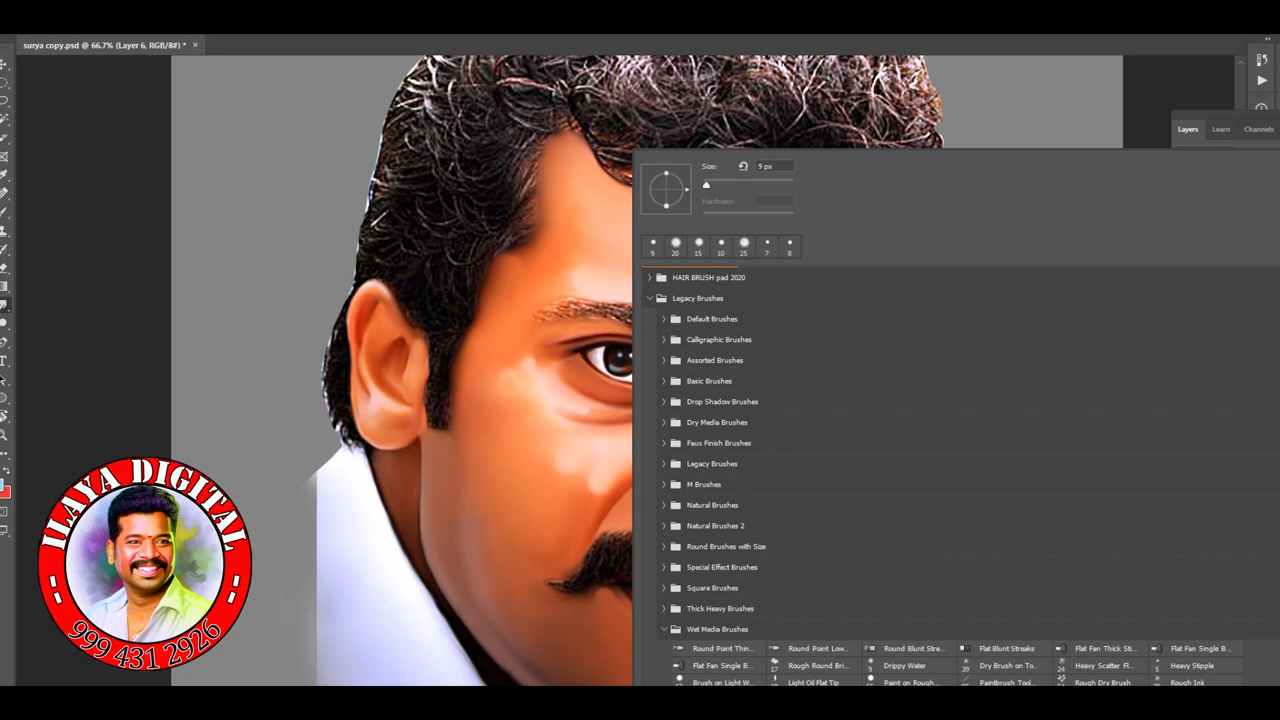 surya copy.psd @ 66.7% (Layer 6, RGB/8#) * ×
Layers Learn Channels
Size: 9 px
Hardness:
9 20 15 10 25 7 8
HAIR BRUSH pad 2020
Legacy Brushes
Default Brushes
Calligraphic Brushes
Assorted Brushes
Basic Brushes
Drop Shadow Brushes
Dry Media Brushes
Faux Finish Brushes
Legacy Brushes
M Brushes
Natural Brushes
Natural Brushes 2
Round Brushes with Size
Special Effect Brushes
Square Brushes
Thick Heavy Brushes
Wet Media Brushes
Round Point Thin... Round Point Low... Round Blunt Stre... Flat Blunt Streaks Flat Fan Thick Sti... Flat Fan Single B...
Flat Fan Single B... 17 Rough Round Bri... 9 Drippy Water 39 Dry Brush on To... 24 Heavy Scatter Fl... 5 Heavy Stipple
Brush on Light W... Light Oil Flat Tip Paint on Rough... Paintbrush Tool... Rough Dry Brush Rough Ink
ILAYA DIGITAL
999 431 2926